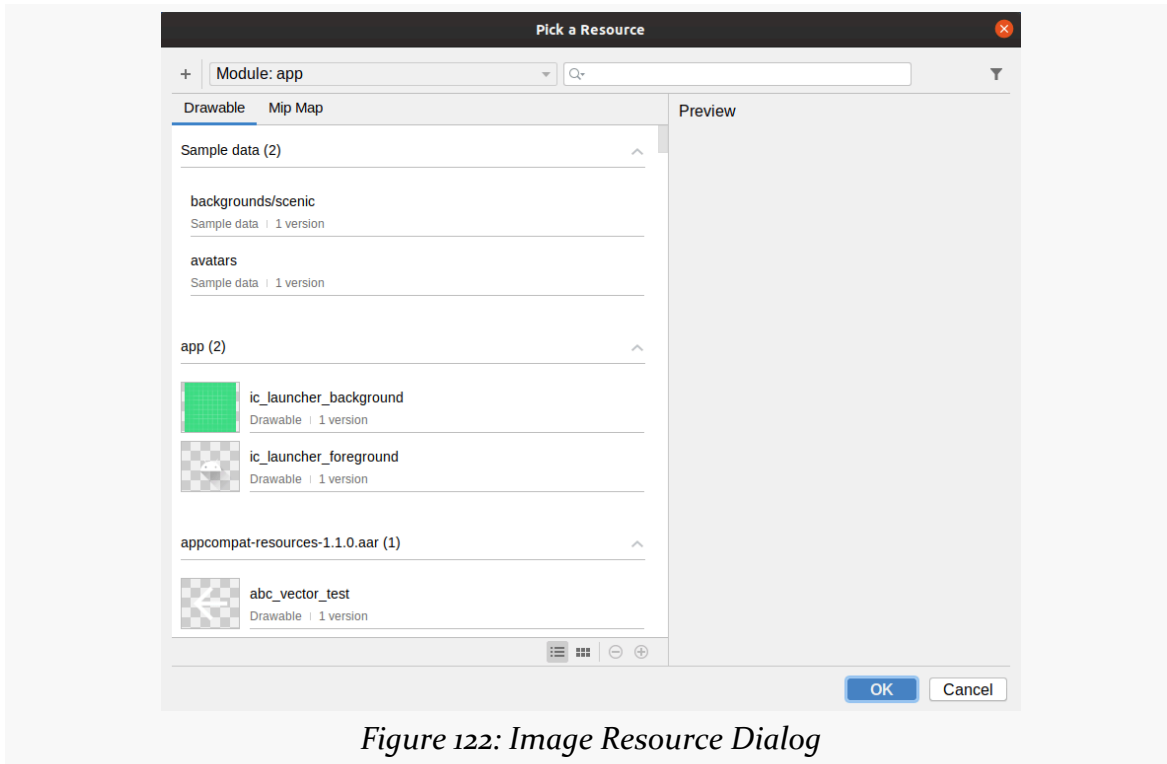 Pick a Resource
Module: app
Drawable Mip Map
Preview
Sample data (2)
backgrounds/scenic
Sample data | 1 version
avatars
Sample data | 1 version
app (2)
ic_launcher_background
Drawable | 1 version
ic_launcher_foreground
Drawable | 1 version
appcompat-resources-1.1.0.aar (1)
abc_vector_test
Drawable | 1 version
OK Cancel
Figure 122: Image Resource Dialog